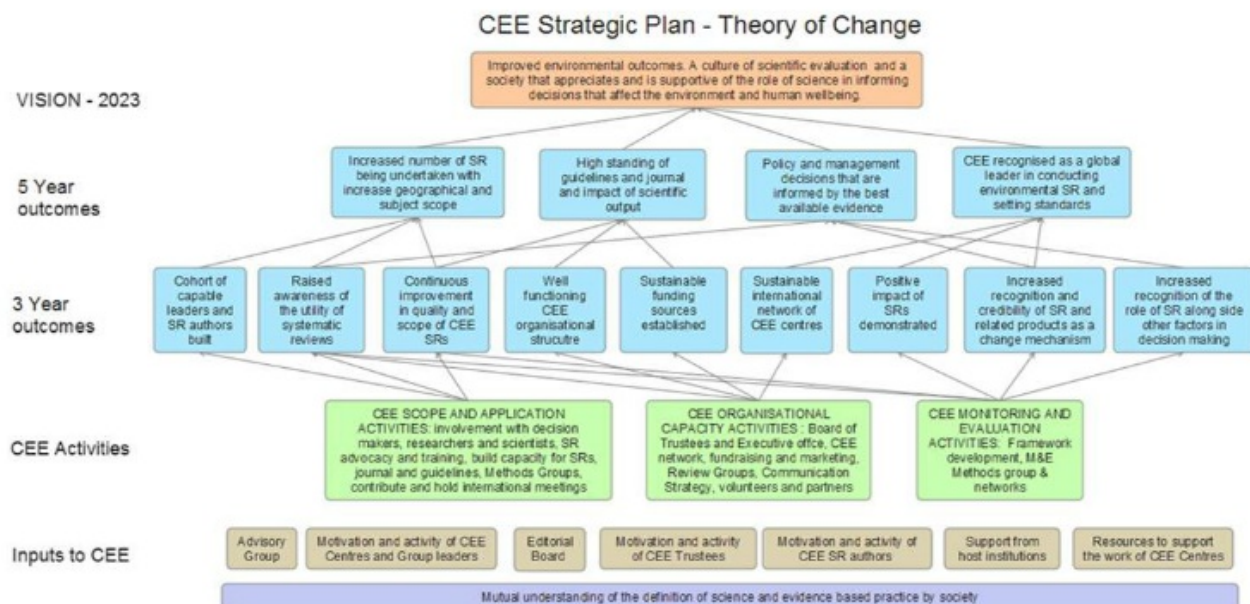 CEE Strategic Plan - Theory of Change
VISION - 2023
Improved environmental outcomes. A culture of scientific evaluation and a
society that appreciates and is supportive of the role of science in informing
decisions that affect the environment and human wellbeing.
5 Year
outcomes
Increased number of SR
being undertaken with
increase geographical and
subject scope
High standing of
guidelines and journal
and impact of scientific
output
Policy and management
decisions that are
informed by the best
available evidence
CEE recognised as a global
leader in conducting
environmental SR and
setting standards
3 Year
outcomes
Cohort of
capable
leaders and
SR authors
built
Raised
awareness of
the utility of
systematic
reviews
Continuous
improvement
in quality and
scope of CEE
SRs
Well
functioning
CEE
organisational
strucutre
Sustainable
funding
sources
established
Sustainable
international
network of
CEE centres
Positive
impact of
SRs
demonstrated
Increased
recognition and
credibility of SR and
related products as a
change mechanism
Increased
recognition of the
role of SR along side
other factors in
decision making
CEE Activities
CEE SCOPE AND APPLICATION
ACTIVITIES: involvement with decision
makers, researchers and scientists, SR
advocacy and training, build capacity for SRs,
journal and guidelines, Methods Groups,
contribute and hold international meetings
CEE ORGANISATIONAL
CAPACITY ACTIVITIES : Board of
Trustees and Executive offce, CEE
network, fundraising and marketing,
Review Groups, Communication
Strategy, volunteers and partners
CEE MONITORING AND
EVALUATION
ACTIVITIES: Framework
development, M&E
Methods group &
networks
Inputs to CEE
Advisory
Group
Motivation and activity of CEE
Centres and Group leaders
Editorial
Board
Motivation and activity
of CEE Trustees
Motivation and activity of
CEE SR authors
Support from
host institutions
Resources to support
the work of CEE Centres
Mutual understanding of the definition of science and evidence based practice by society